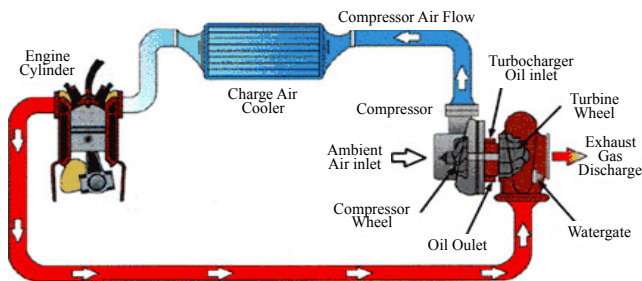 Compressor Air Flow
Engine
Cylinder
Charge Air
Cooler
Turbocharger
Oil inlet
Compressor
Turbine
Wheel
Ambient
Air inlet
Exhaust
Gas
Discharge
Compressor
Wheel
Oil Oulet
Watergate